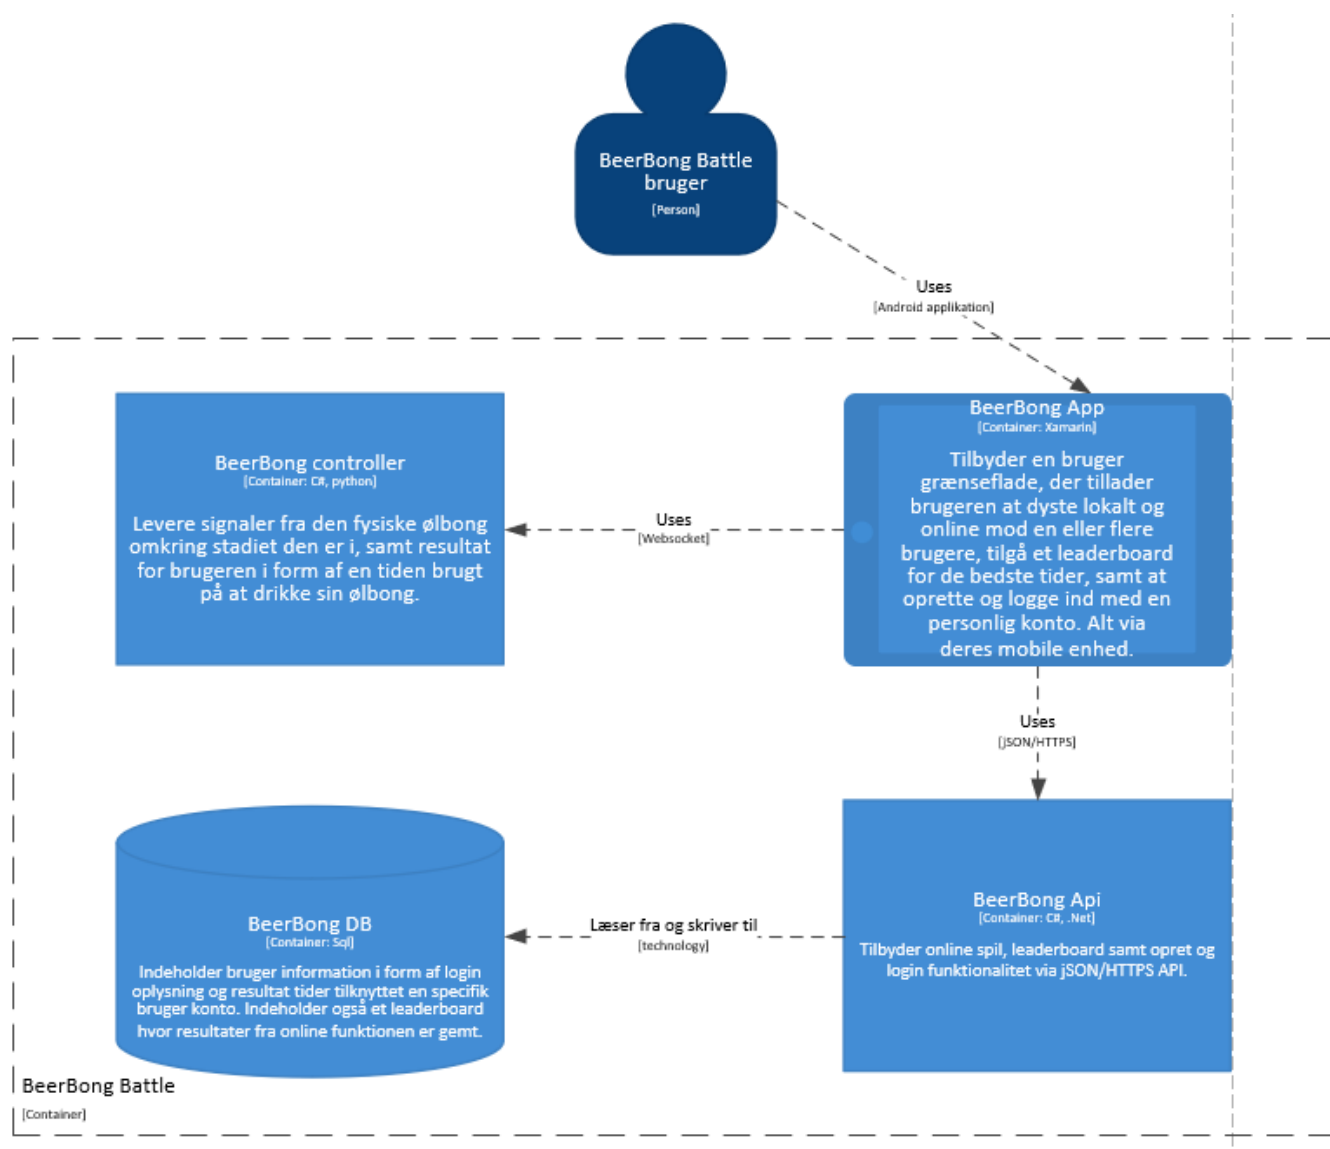 BeerBong Battle
bruger
[Person]
Uses
[Android applikation]
BeerBong controller
[Container: C#, python]
Levere signaler fra den fysiske ølbong
omkring stadiet den er i, samt resultat
for brugeren i form af en tiden brugt
på at drikke sin ølbong.
Uses
[Websocket]
BeerBong App
[Container: Xamarin]
Tilbyder en bruger
grænseflade, der tillader
brugeren at dyste lokalt og
online mod en eller flere
brugere, tilgå et leaderboard
for de bedste tider, samt at
oprette og logge ind med en
personlig konto. Alt via
deres mobile enhed.
Uses
[jSON/HTTPS]
BeerBong DB
[Container: Sql]
Indeholder bruger information i form af login
oplysning og resultat tider tilknyttet en specifik
bruger konto. Indeholder også et leaderboard
hvor resultater fra online funktionen er gemt.
Læser fra og skriver til
[technology]
BeerBong Api
[Container: C#, .Net]
Tilbyder online spil, leaderboard samt opret og
login funktionalitet via jSON/HTTPS API.
BeerBong Battle
[Container]